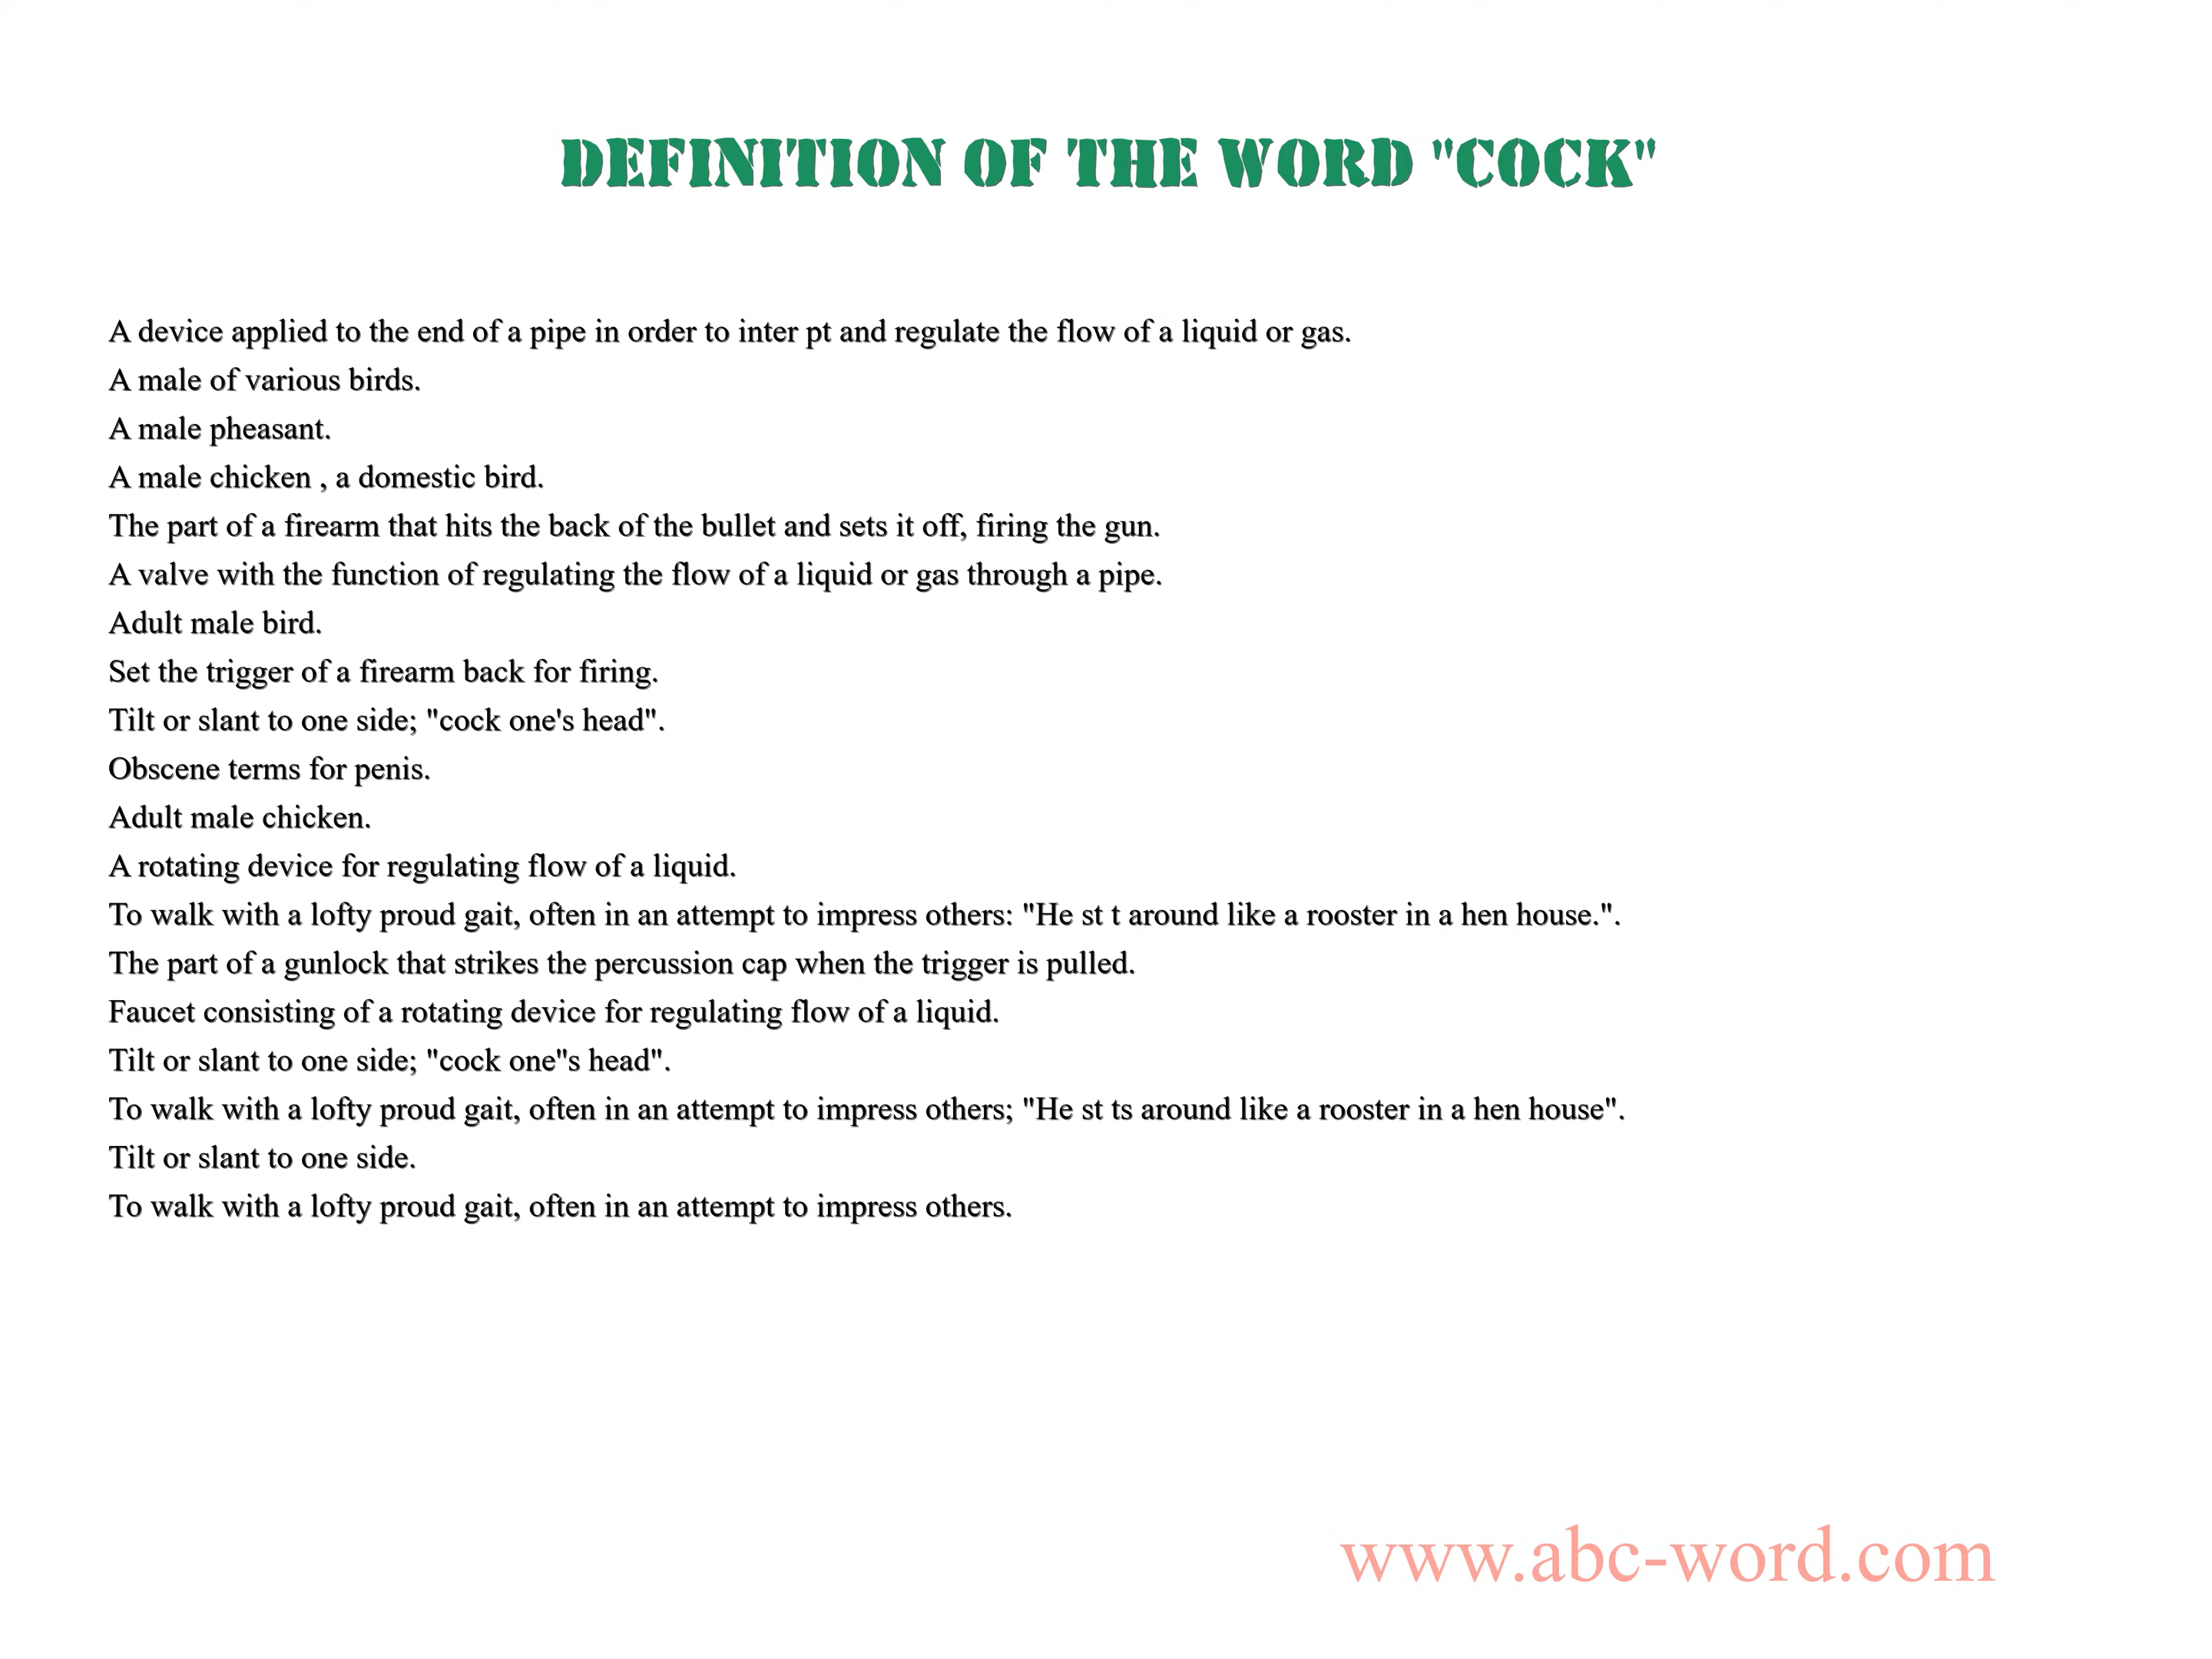 DEFINITION OF THE WORD "COCK"
A device applied to the end of a pipe in order to inter pt and regulate the flow of a liquid or gas.
A male of various birds.
A male pheasant.
A male chicken , a domestic bird.
The part of a firearm that hits the back of the bullet and sets it off, firing the gun.
A valve with the function of regulating the flow of a liquid or gas through a pipe.
Adult male bird.
Set the trigger of a firearm back for firing.
Tilt or slant to one side; "cock one's head".
Obscene terms for penis.
Adult male chicken.
A rotating device for regulating flow of a liquid.
To walk with a lofty proud gait, often in an attempt to impress others: "He st t around like a rooster in a hen house.".
The part of a gunlock that strikes the percussion cap when the trigger is pulled.
Faucet consisting of a rotating device for regulating flow of a liquid.
Tilt or slant to one side; "cock one''s head".
To walk with a lofty proud gait, often in an attempt to impress others; "He st ts around like a rooster in a hen house".
Tilt or slant to one side.
To walk with a lofty proud gait, often in an attempt to impress others.
www.abc-word.com